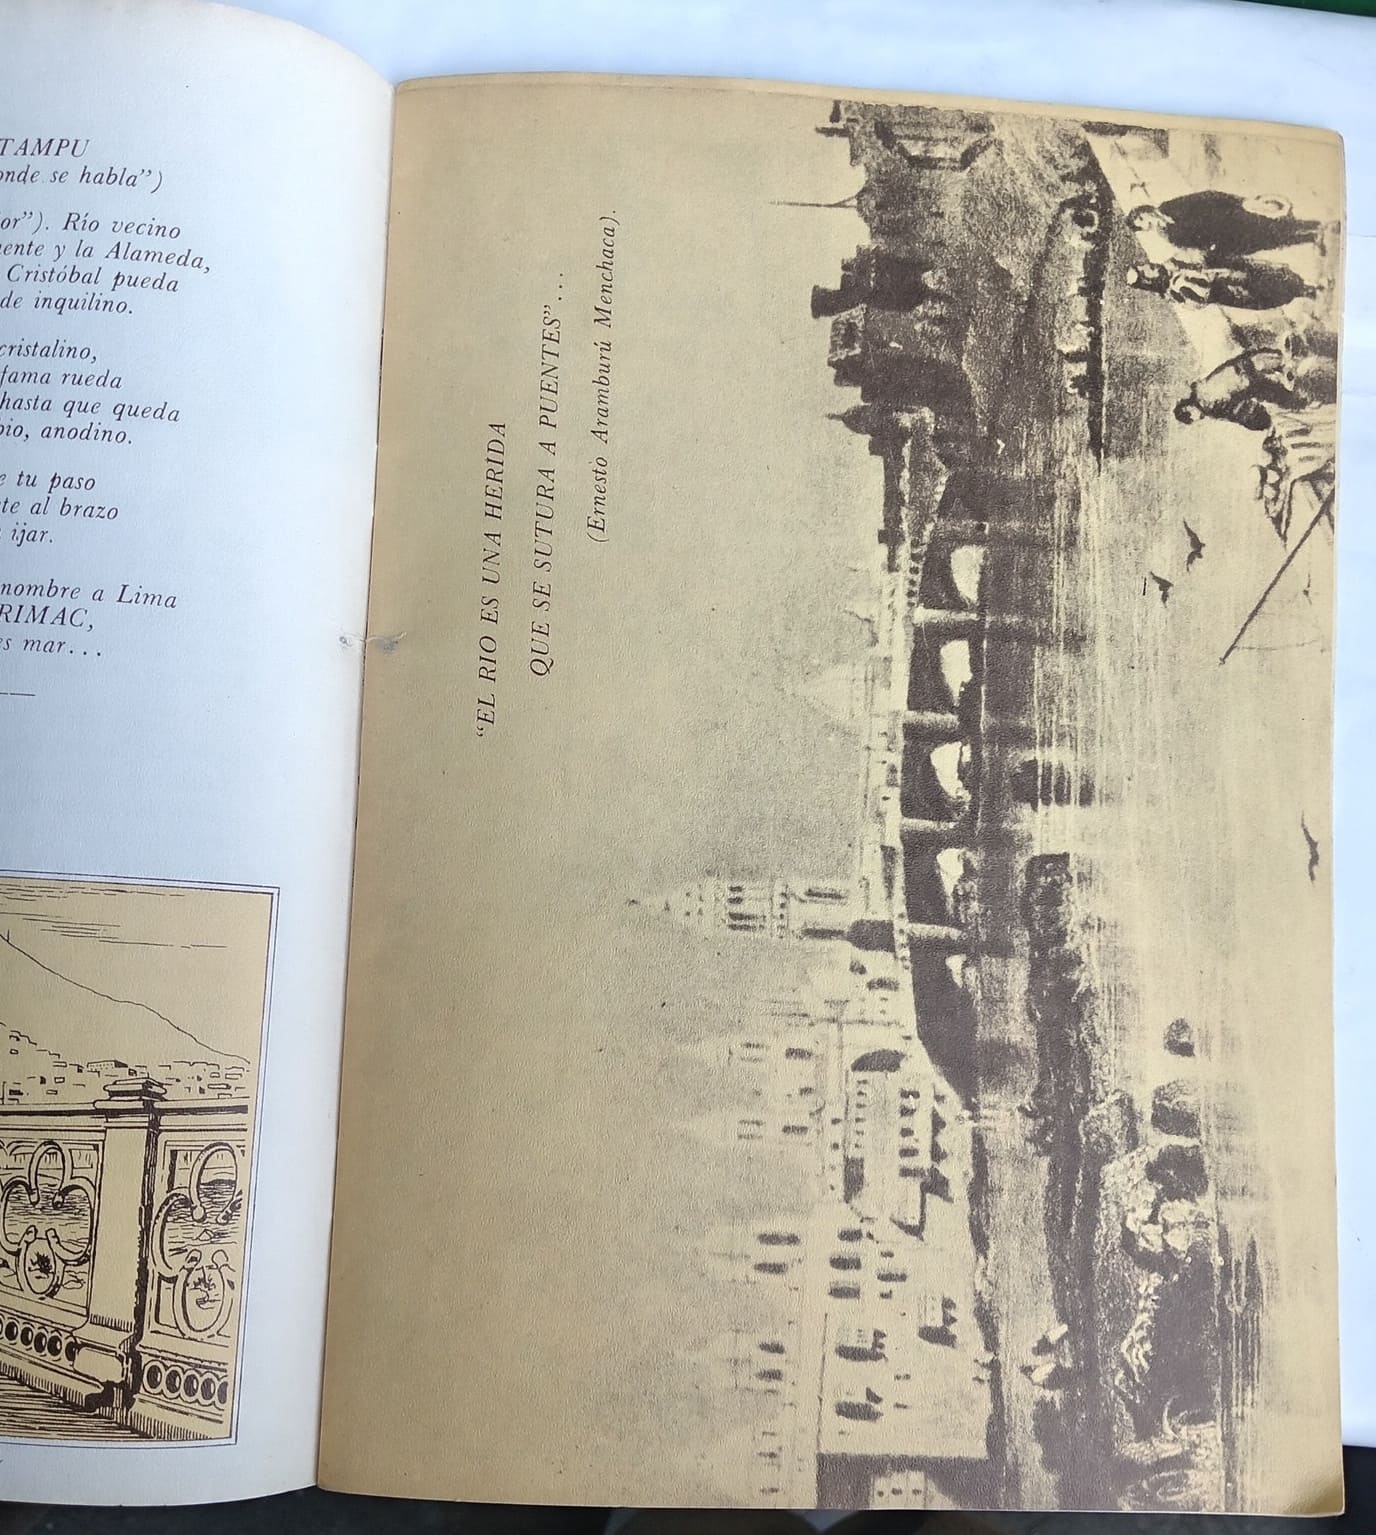 TAMPU
onde se habla")
or"). Río vecino
ente y la Alameda,
Cristóbal pueda
de inquilino.
cristalino,
fama rueda
hasta que queda
pio, anodino.
e tu paso
te al brazo
ijar.
nombre a Lima
RIMAC,
es mar...
"EL RIO ES UNA HERIDA
QUE SE SUTURA A PUENTES"...
(Ernesto Aramburú Menchaca).